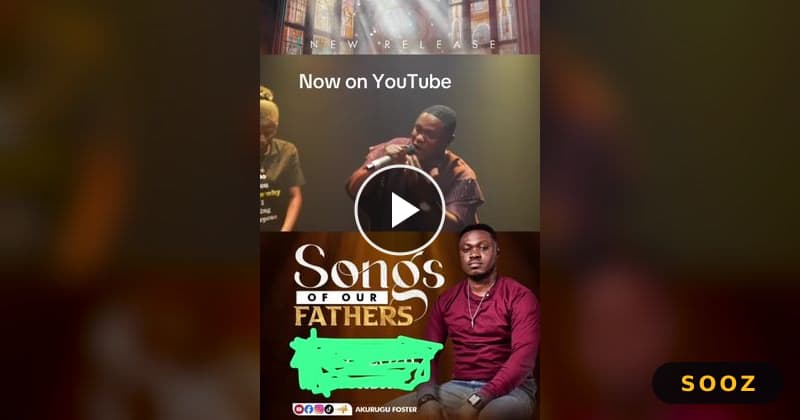 NEW RELEASE
Now on YouTube
Songs
OF OUR
FATHERS
AKURUGU FOSTER
SOOZ